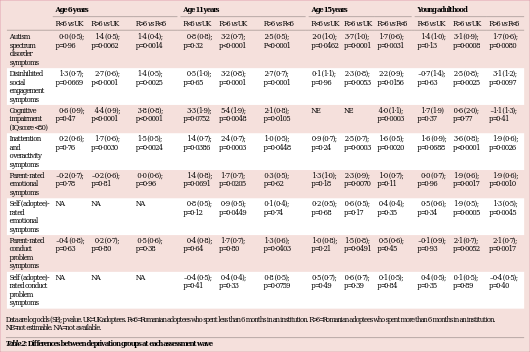 Age 6 years Age 11 years Age 15 years Young adulthood
R<6 vs UK R>6 vs UK R>6 vs R<6 R<6 vs UK R>6 vs UK R>6 vs R<6 R<6 vs UK R>6 vs UK R>6 vs R<6 R<6 vs UK R>6 vs UK R>6 vs R<6
Autism 0·0 (0·5); 1·4 (0·5); 1·4 (0·4); 0·8 (0·8); 3·2 (0·7); 2·5 (0·5); 2·0 (1·0); 3·7 (1·0); 1·7 (0·6); 1·4 (1·0); 3·1 (0·9); 1·7 (0·6);
spectrum p=0·96 p=0·0062 p=0·0014 p=0·32 p<0·0001 P<0·0001 p=0·0462 p=0·0001 p=0·0031 p=0·13 p=0·0008 p=0·0080
disorder
symptoms
Disinhibited 1·3 (0·7); 2·7 (0·6); 1·4 (0·5); 0·5 (1·0); 3·2 (0·8); 2·7 (0·7); 0·1 (1·1); 2·3 (0·8); 2·2 (0·9); –0·7 (1·4); 2·5 (0·8); 3·1 (1·2);
social p=0·0669 p<0·0001 p=0·0025 p=0·65 p=0·0001 p=0·0001 p=0·96 p=0·0053 p=0·0156 p=0·63 p=0·0025 p=0·0097
engagement
symptoms
Cognitive 0·6 (0·9); 4·4 (0·9); 3·8 (0·8); 3·3 (1·9); 5·4 (1·9); 2·1 (0·8); NE NE 4·0 (1·1); 1·7 (1·9) 0·6 (2·0); –1·1 (1·3);
impairment p=0·47 p<0·0001 p<0·0001 p=0·0752 p=0·0048 p=0·0105 p=0·0003 p=0·37 p=0·77 p=0·41
(IQ score <80)
Inattention 0·2 (0·6); 1·7 (0·6); 1·5 (0·5); 1·4 (0·7); 2·4 (0·7); 1·0 (0·5); 0·9 (0·7); 2·5 (0·7); 1·6 (0·5); 1·6 (0·9); 3·6 (0·8); 1·9 (0·6);
and p=0·76 p=0·0030 p=0·0024 p=0·0386 p=0·0003 p=0·0448 p=0·24 p=0·0003 p=0·0020 p=0·0688 p<0·0001 p=0·0026
overactivity
symptoms
Parent-rated –0·2 (0·7); –0·2 (0·6); 0·0 (0·6); 1·4 (0·8); 1·7 (0·7); 0·3 (0·5); 1·3 (1·0); 2·3 (0·9); 1·0 (0·7); 0·0 (0·7); 1·9 (0·6); 1·9 (0·6);
emotional p=0·78 p=0·81 p=0·96 p=0·0691 p=0·0205 p=0·62 p=0·18 p=0·0070 p=0·11 p=0·96 p=0·0017 p=0·0010
symptoms
Self (adoptee)- NA NA NA 0·8 (0·5); 0·9 (0·5); 0·1 (0·4); 0·2 (0·5); 0·6 (0·5); 0·4 (0·4); 0·5 (0·6); 1·9 (0·5); 1·3 (0·5);
rated p=0·12 p=0·0449 p=0·74 p=0·68 p=0·17 p=0·35 p=0·34 p=0·0005 p=0·0045
emotional
symptoms
Parent-rated –0·4 (0·8); 0·2 (0·7); 0·5 (0·6); 0·4 (0·8); 1·7 (0·7); 1·3 (0·6); 1·0 (0·8); 1·5 (0·8); 0·5 (0·6); –0·1 (0·9); 2·1 (0·7); 2·1 (0·7);
conduct p=0·63 p=0·80 p=0·38 p=0·64 p=0·80 p=0·0403 p=0·21 p=0·0491 p=0·45 p=0·93 p=0·0052 p=0·0017
problem
symptoms
Self (adoptee)- NA NA NA –0·4 (0·5); 0·4 (0·4); 0·8 (0·5); 0·5 (0·7); 0·6 (0·7); 0·1 (0·5); 0·4 (0·5); 0·1 (0·5); –0·4 (0·5);
rated conduct p=0·41 p=0·33 p=0·0759 p=0·49 p=0·39 p=0·84 p=0·35 p=0·89 p=0·40
problem
symptoms
Data are log odds (SE); p value. UK=UK adoptees. R<6=Romanian adoptees who spent less than 6 months in an institution. R>6=Romanian adoptees who spent more than 6 months in an institution.
NE=not estimable. NA=not available.
Table 2: Differences between deprivation groups at each assessment wave